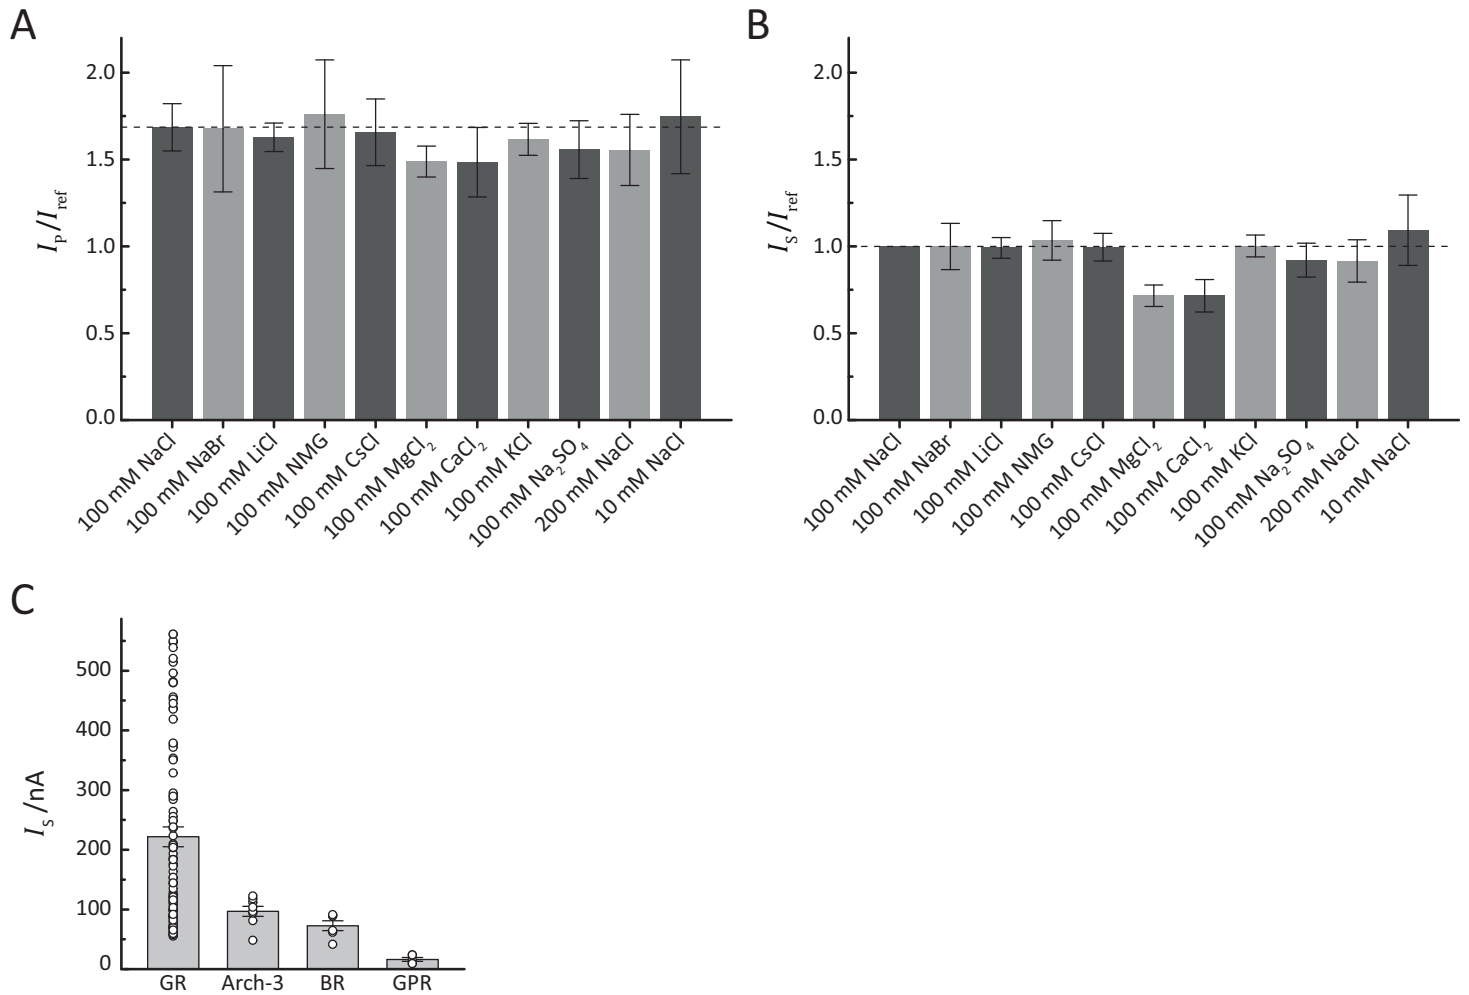 A
I_P/I_ref
2.0
1.5
1.0
0.5
0.0
100 mM NaCl
100 mM NaBr
100 mM LiCl
100 mM NMG
100 mM CsCl
100 mM MgCl₂
100 mM CaCl₂
100 mM KCl
100 mM Na₂SO₄
200 mM NaCl
10 mM NaCl
B
I_S/I_ref
2.0
1.5
1.0
0.5
0.0
100 mM NaCl
100 mM NaBr
100 mM LiCl
100 mM NMG
100 mM CsCl
100 mM MgCl₂
100 mM CaCl₂
100 mM KCl
100 mM Na₂SO₄
200 mM NaCl
10 mM NaCl
C
I_s/nA
500
400
300
200
100
0
GR Arch-3 BR GPR